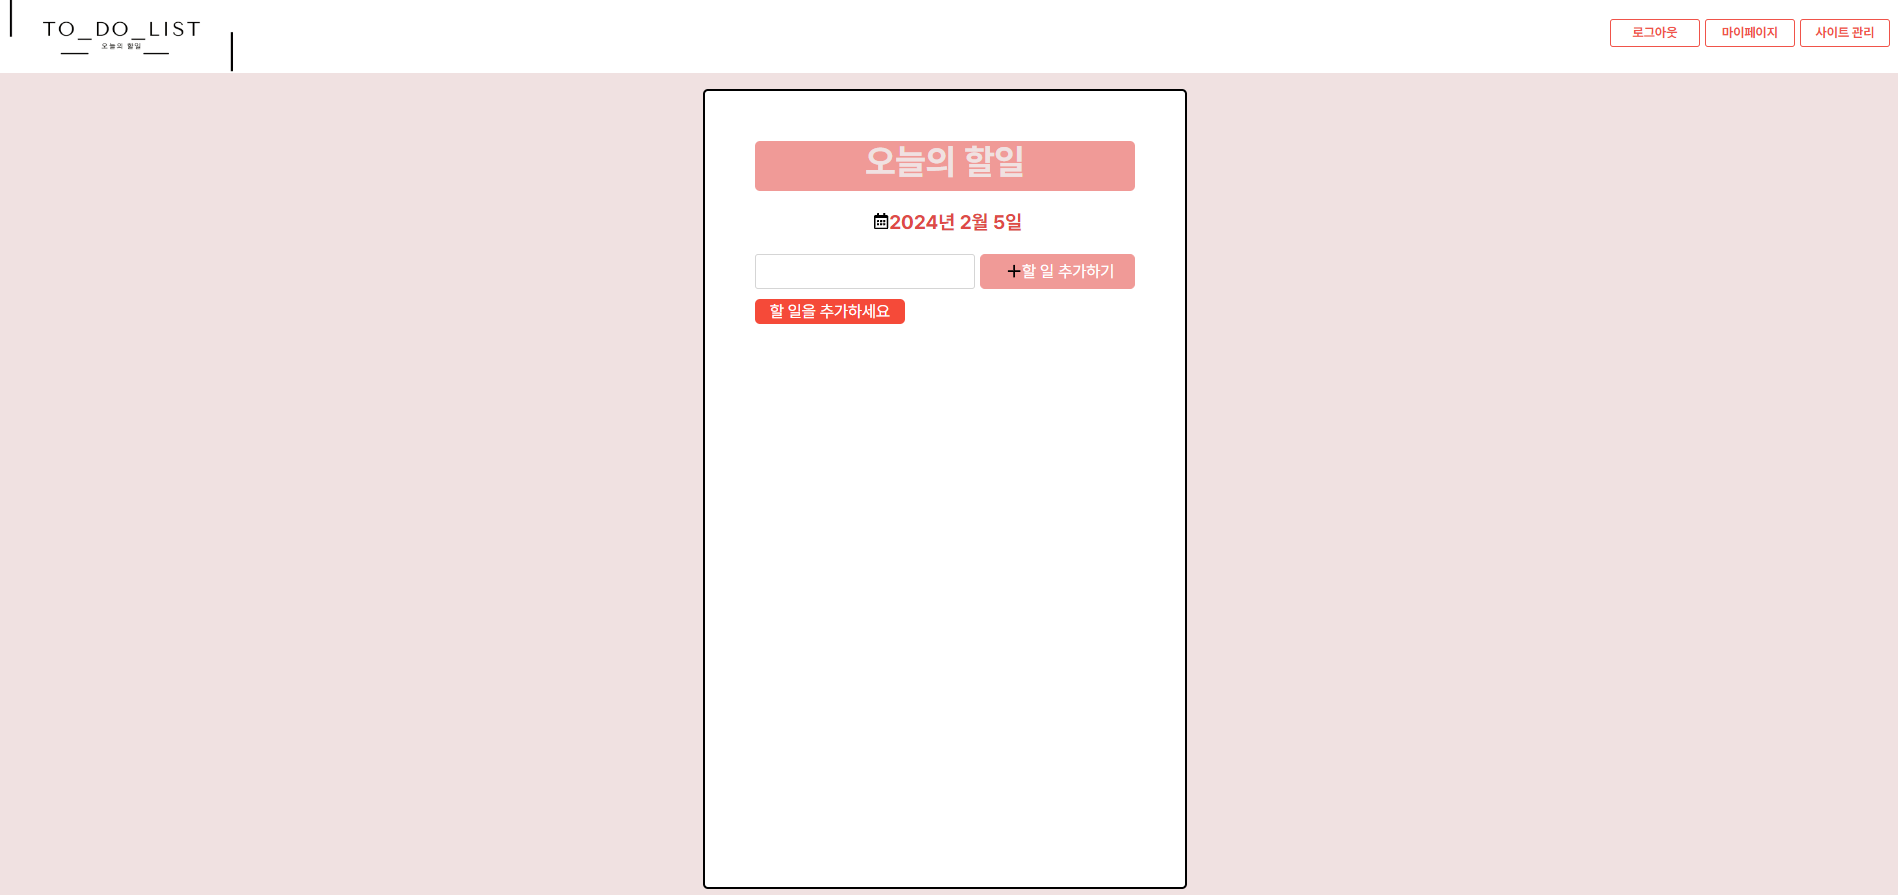 TO_DO_LIST
오늘의 할일
로그아웃
마이페이지
사이트 관리
오늘의 할일
2024년 2월 5일
+할 일 추가하기
할 일을 추가하세요